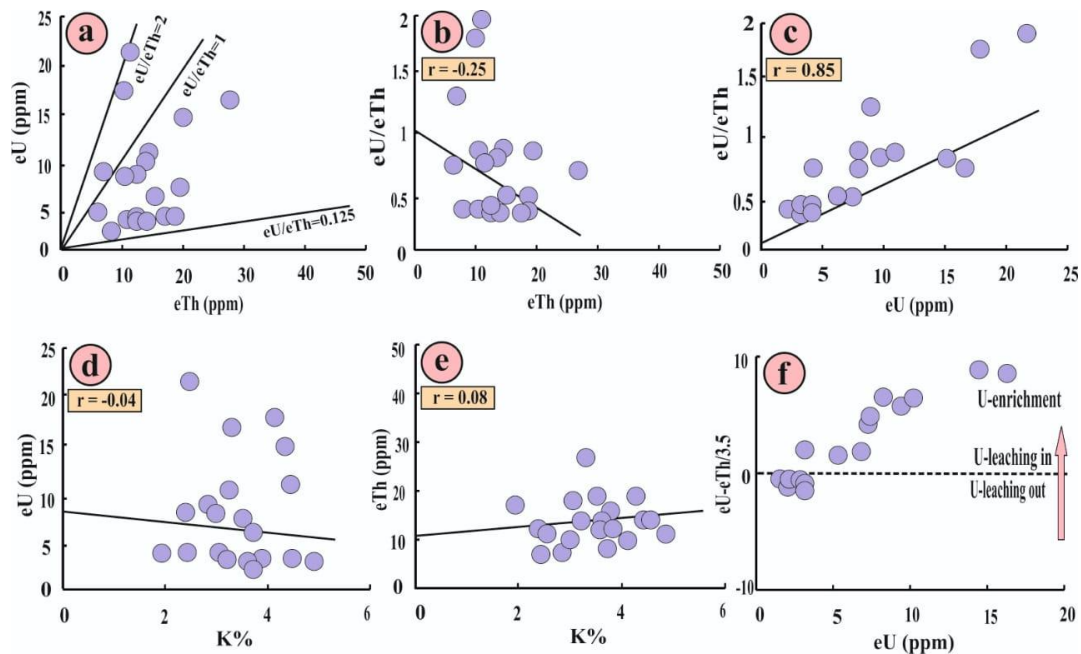 a
eU/eTh=2
eU/eTh=1
eU/eTh=0.125
eU (ppm)
25
20
15
10
5
0
0
10
20
30
40
50
eTh (ppm)
b
r = -0.25
eU/eTh
2
1.5
1
0.5
0
0
10
20
30
40
50
eTh (ppm)
c
r = 0.85
eU/eTh
2
1.5
1
0.5
0
0
5
10
15
20
25
eU (ppm)
d
r = -0.04
eU (ppm)
25
20
15
10
5
0
0
2
4
6
K%
e
r = 0.08
eTh (ppm)
50
40
30
20
10
0
0
2
4
6
K%
f
U-enrichment
U-leaching in
U-leaching out
eU-eTh/3.5
10
0
-10
0
5
10
15
20
eU (ppm)